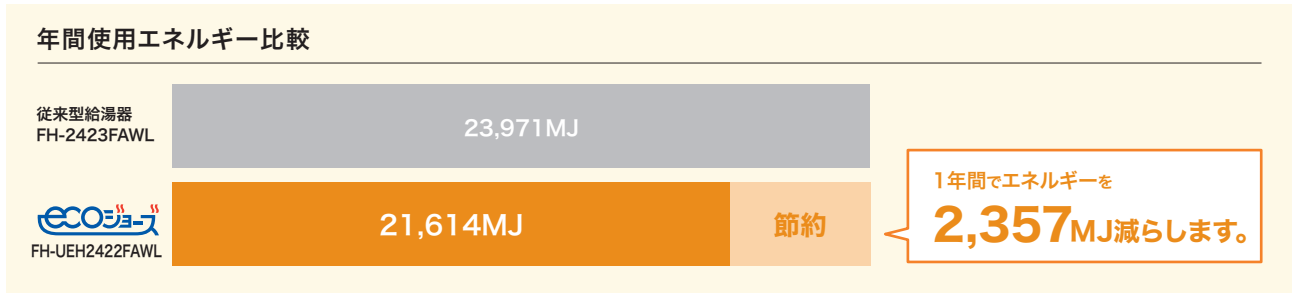 年間使用エネルギー比較
従来型給湯器
FH-2423FAWL
23,971MJ
ecoジョーズ
FH-UEH2422FAWL
21,614MJ
節約
1年間でエネルギーを
2,357MJ減らします。